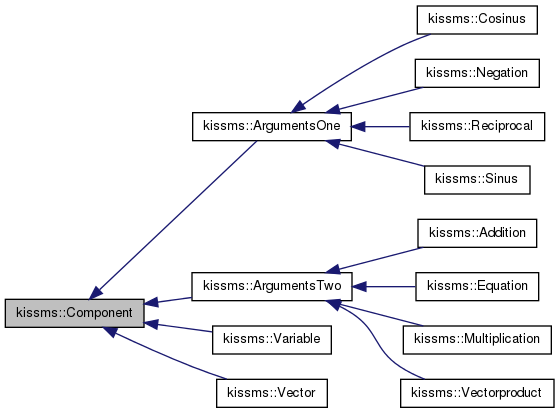 kissms::Cosinus
kissms::Negation
kissms::ArgumentsOne
kissms::Reciprocal
kissms::Sinus
kissms::Addition
kissms::ArgumentsTwo
kissms::Equation
kissms::Component
kissms::Variable
kissms::Multiplication
kissms::Vector
kissms::Vectorproduct